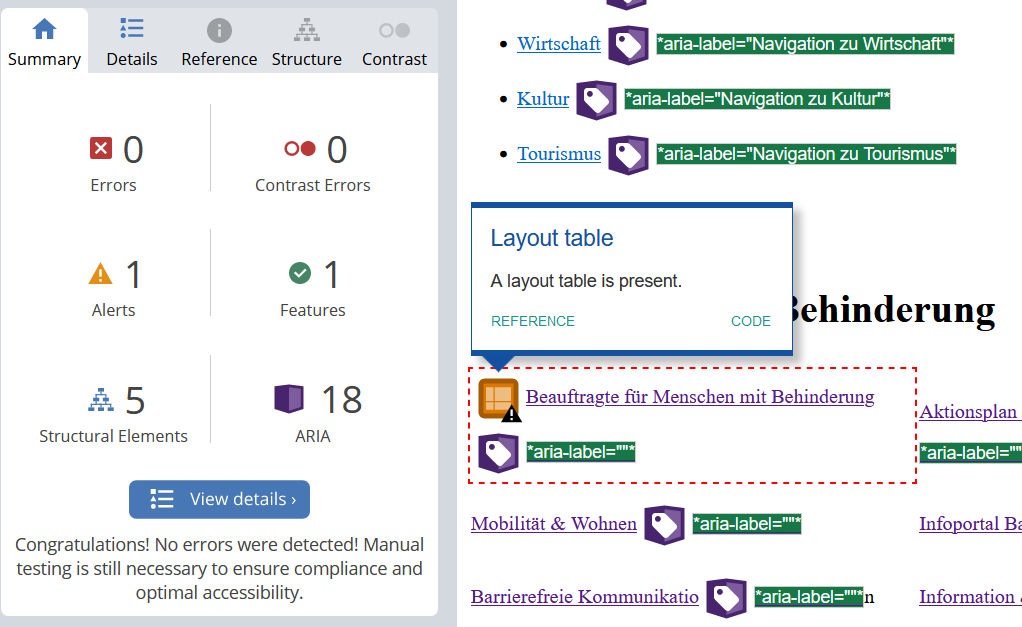 Summary Details Reference Structure Contrast
0 0
Errors Contrast Errors
1 1
Alerts Features
5 18
Structural Elements ARIA
View details ›
Congratulations! No errors were detected! Manual
testing is still necessary to ensure compliance and
optimal accessibility.
• Wirtschaft *aria-label="Navigation zu Wirtschaft"*
• Kultur *aria-label="Navigation zu Kultur"*
• Tourismus *aria-label="Navigation zu Tourismus"*
Layout table
A layout table is present.
REFERENCE CODE
Behinderung
Beauftragte für Menschen mit Behinderung
*aria-label=""*
Aktionsplan
*aria-label=""
Mobilität & Wohnen *aria-label=""* Infoportal Ba
Barrierefreie Kommunikatio *aria-label=""*n Information